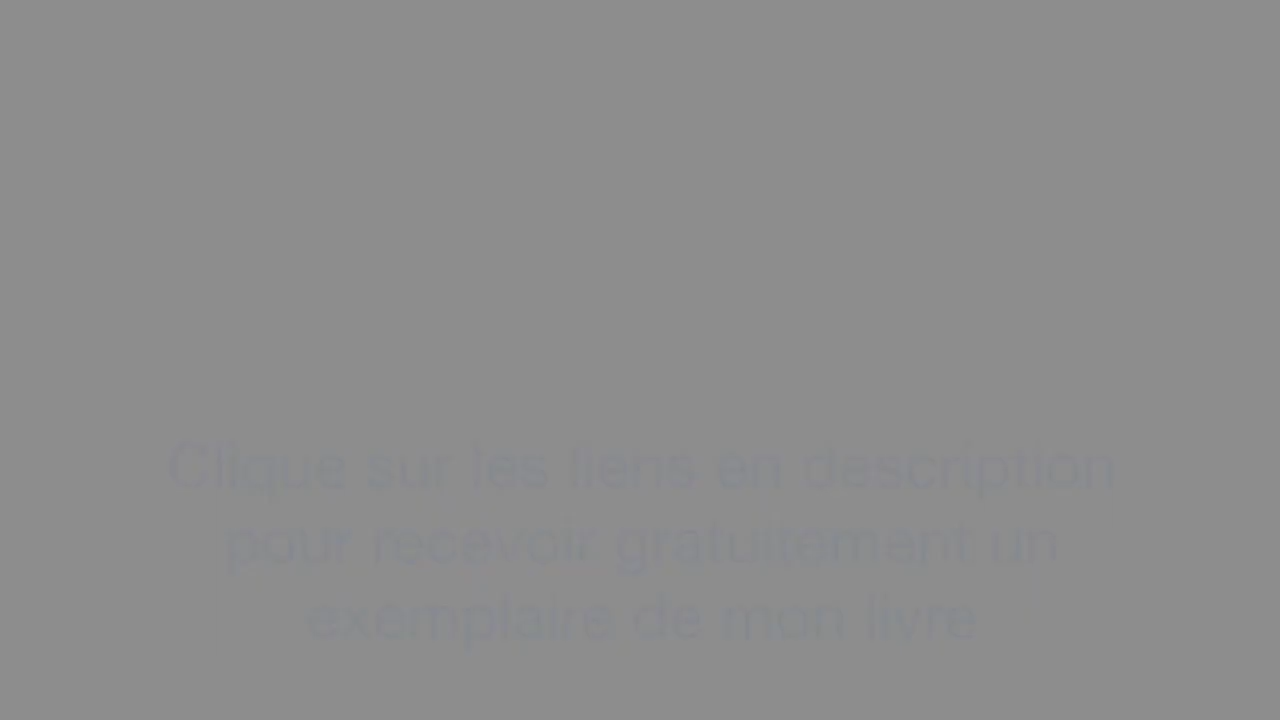 Clique sur les liens en description
pour recevoir gratuitement un
exemplaire de mon livre